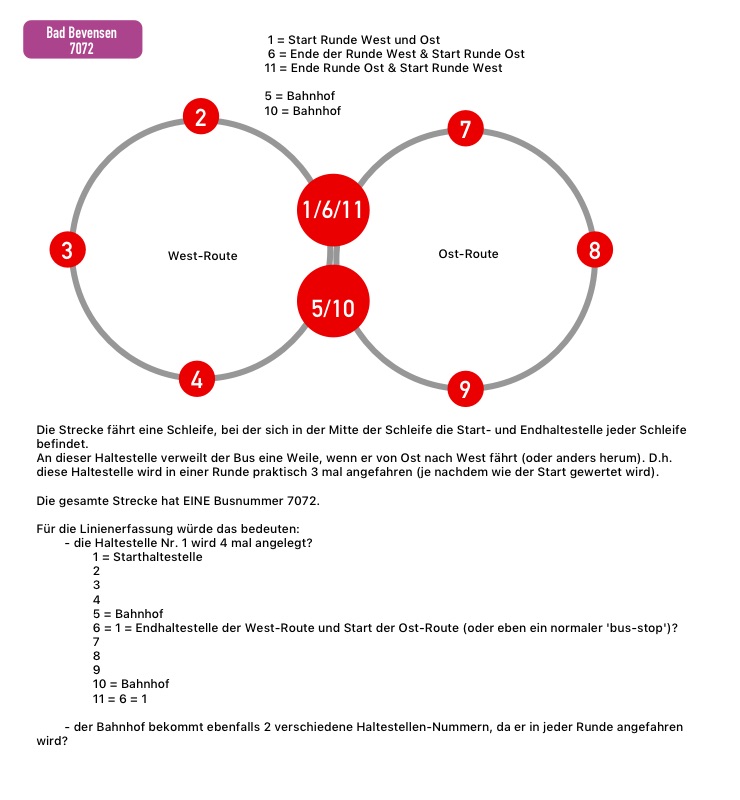 Bad Bevensen
7072
1 = Start Runde West und Ost
6 = Ende der Runde West & Start Runde Ost
11 = Ende Runde Ost & Start Runde West
5 = Bahnhof
10 = Bahnhof
2
7
1/6/11
3
West-Route
Ost-Route
8
5/10
4
9
Die Strecke fährt eine Schleife, bei der sich in der Mitte der Schleife die Start- und Endhaltestelle jeder Schleife
befindet.
An dieser Haltestelle verweilt der Bus eine Weile, wenn er von Ost nach West fährt (oder anders herum). D.h.
diese Haltestelle wird in einer Runde praktisch 3 mal angefahren (je nachdem wie der Start gewertet wird).
Die gesamte Strecke hat EINE Busnummer 7072.
Für die Linienerfassung würde das bedeuten:
- die Haltestelle Nr. 1 wird 4 mal angelegt?
1 = Starthaltestelle
2
3
4
5 = Bahnhof
6 = 1 = Endhaltestelle der West-Route und Start der Ost-Route (oder eben ein normaler 'bus-stop')?
7
8
9
10 = Bahnhof
11 = 6 = 1
- der Bahnhof bekommt ebenfalls 2 verschiedene Haltestellen-Nummern, da er in jeder Runde angefahren
wird?